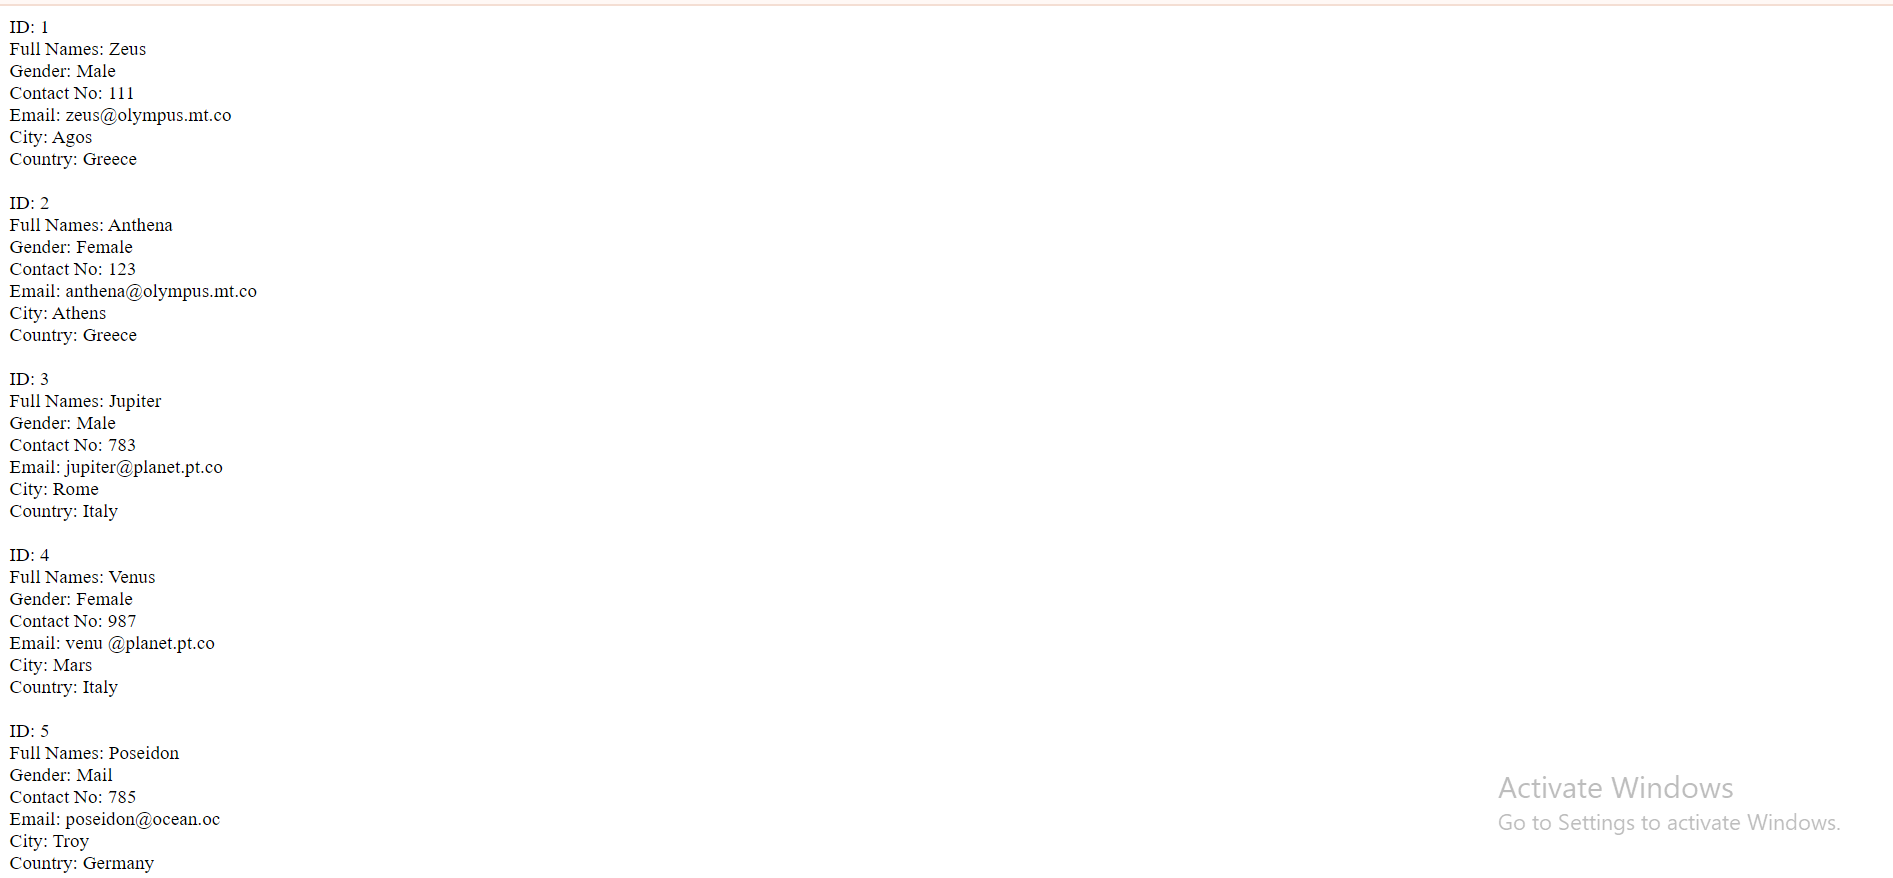 ID: 1
Full Names: Zeus
Gender: Male
Contact No: 111
Email: zeus@olympus.mt.co
City: Agos
Country: Greece
ID: 2
Full Names: Anthena
Gender: Female
Contact No: 123
Email: anthena@olympus.mt.co
City: Athens
Country: Greece
ID: 3
Full Names: Jupiter
Gender: Male
Contact No: 783
Email: jupiter@planet.pt.co
City: Rome
Country: Italy
ID: 4
Full Names: Venus
Gender: Female
Contact No: 987
Email: venu @planet.pt.co
City: Mars
Country: Italy
ID: 5
Full Names: Poseidon
Gender: Mail
Contact No: 785
Email: poseidon@ocean.oc
City: Troy
Country: Germany
Activate Windows
Go to Settings to activate Windows.